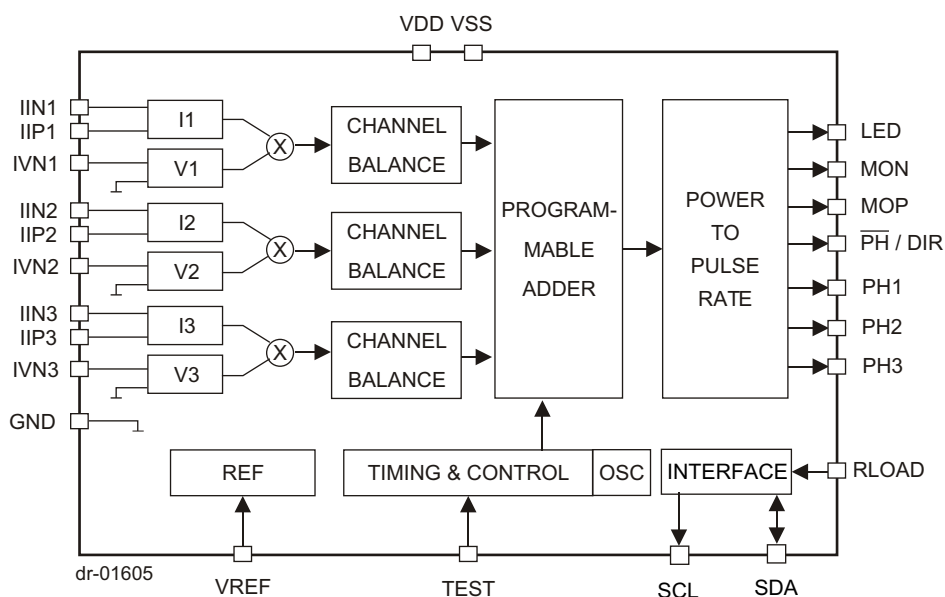 VDD VSS
IIN1
IIP1
IVN1
IIN2
IIP2
IVN2
IIN3
IIP3
IVN3
GND
I1
V1
I2
V2
I3
V3
X
X
X
CHANNEL
BALANCE
CHANNEL
BALANCE
CHANNEL
BALANCE
PROGRAM-
MABLE
ADDER
POWER
TO
PULSE
RATE
LED
MON
MOP
PH / DIR
PH1
PH2
PH3
REF
TIMING & CONTROL
OSC
INTERFACE
RLOAD
dr-01605
VREF
TEST
SCL
SDA